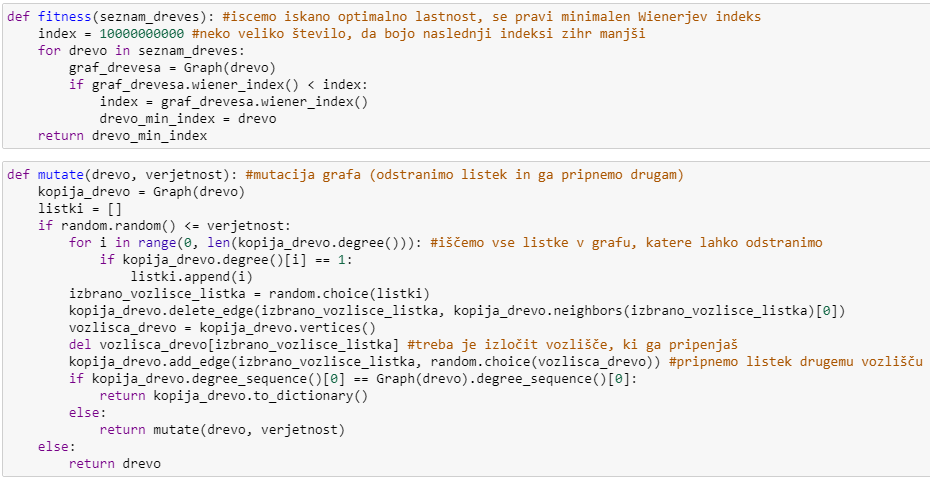 def fitness(seznam_dreves): #iscemo iskano optimalno lastnost, se pravi minimalen Wienerjev indeks
    index = 10000000000 #neko veliko število, da bojo naslednji indeksi zihr manjši
    for drevo in seznam_dreves:
        graf_drevesa = Graph(drevo)
        if graf_drevesa.wiener_index() < index:
            index = graf_drevesa.wiener_index()
            drevo_min_index = drevo
    return drevo_min_index
def mutate(drevo, verjetnost): #mutacija grafa (odstranimo listek in ga pripnemo drugam)
    kopija_drevo = Graph(drevo)
    listki = []
    if random.random() <= verjetnost:
        for i in range(0, len(kopija_drevo.degree())): #iščemo vse listke v grafu, katere lahko odstranimo
            if kopija_drevo.degree()[i] == 1:
                listki.append(i)
        izbrano_vozlisce_listka = random.choice(listki)
        kopija_drevo.delete_edge(izbrano_vozlisce_listka, kopija_drevo.neighbors(izbrano_vozlisce_listka)[0])
        vozlisca_drevo = kopija_drevo.vertices()
        del vozlisca_drevo[izbrano_vozlisce_listka] #treba je izločit vozlišče, ki ga pripenjaš
        kopija_drevo.add_edge(izbrano_vozlisce_listka, random.choice(vozlisca_drevo)) #pripnemo listek drugemu vozlišču
        if kopija_drevo.degree_sequence()[0] == Graph(drevo).degree_sequence()[0]:
            return kopija_drevo.to_dictionary()
        else:
            return mutate(drevo, verjetnost)
    else:
        return drevo